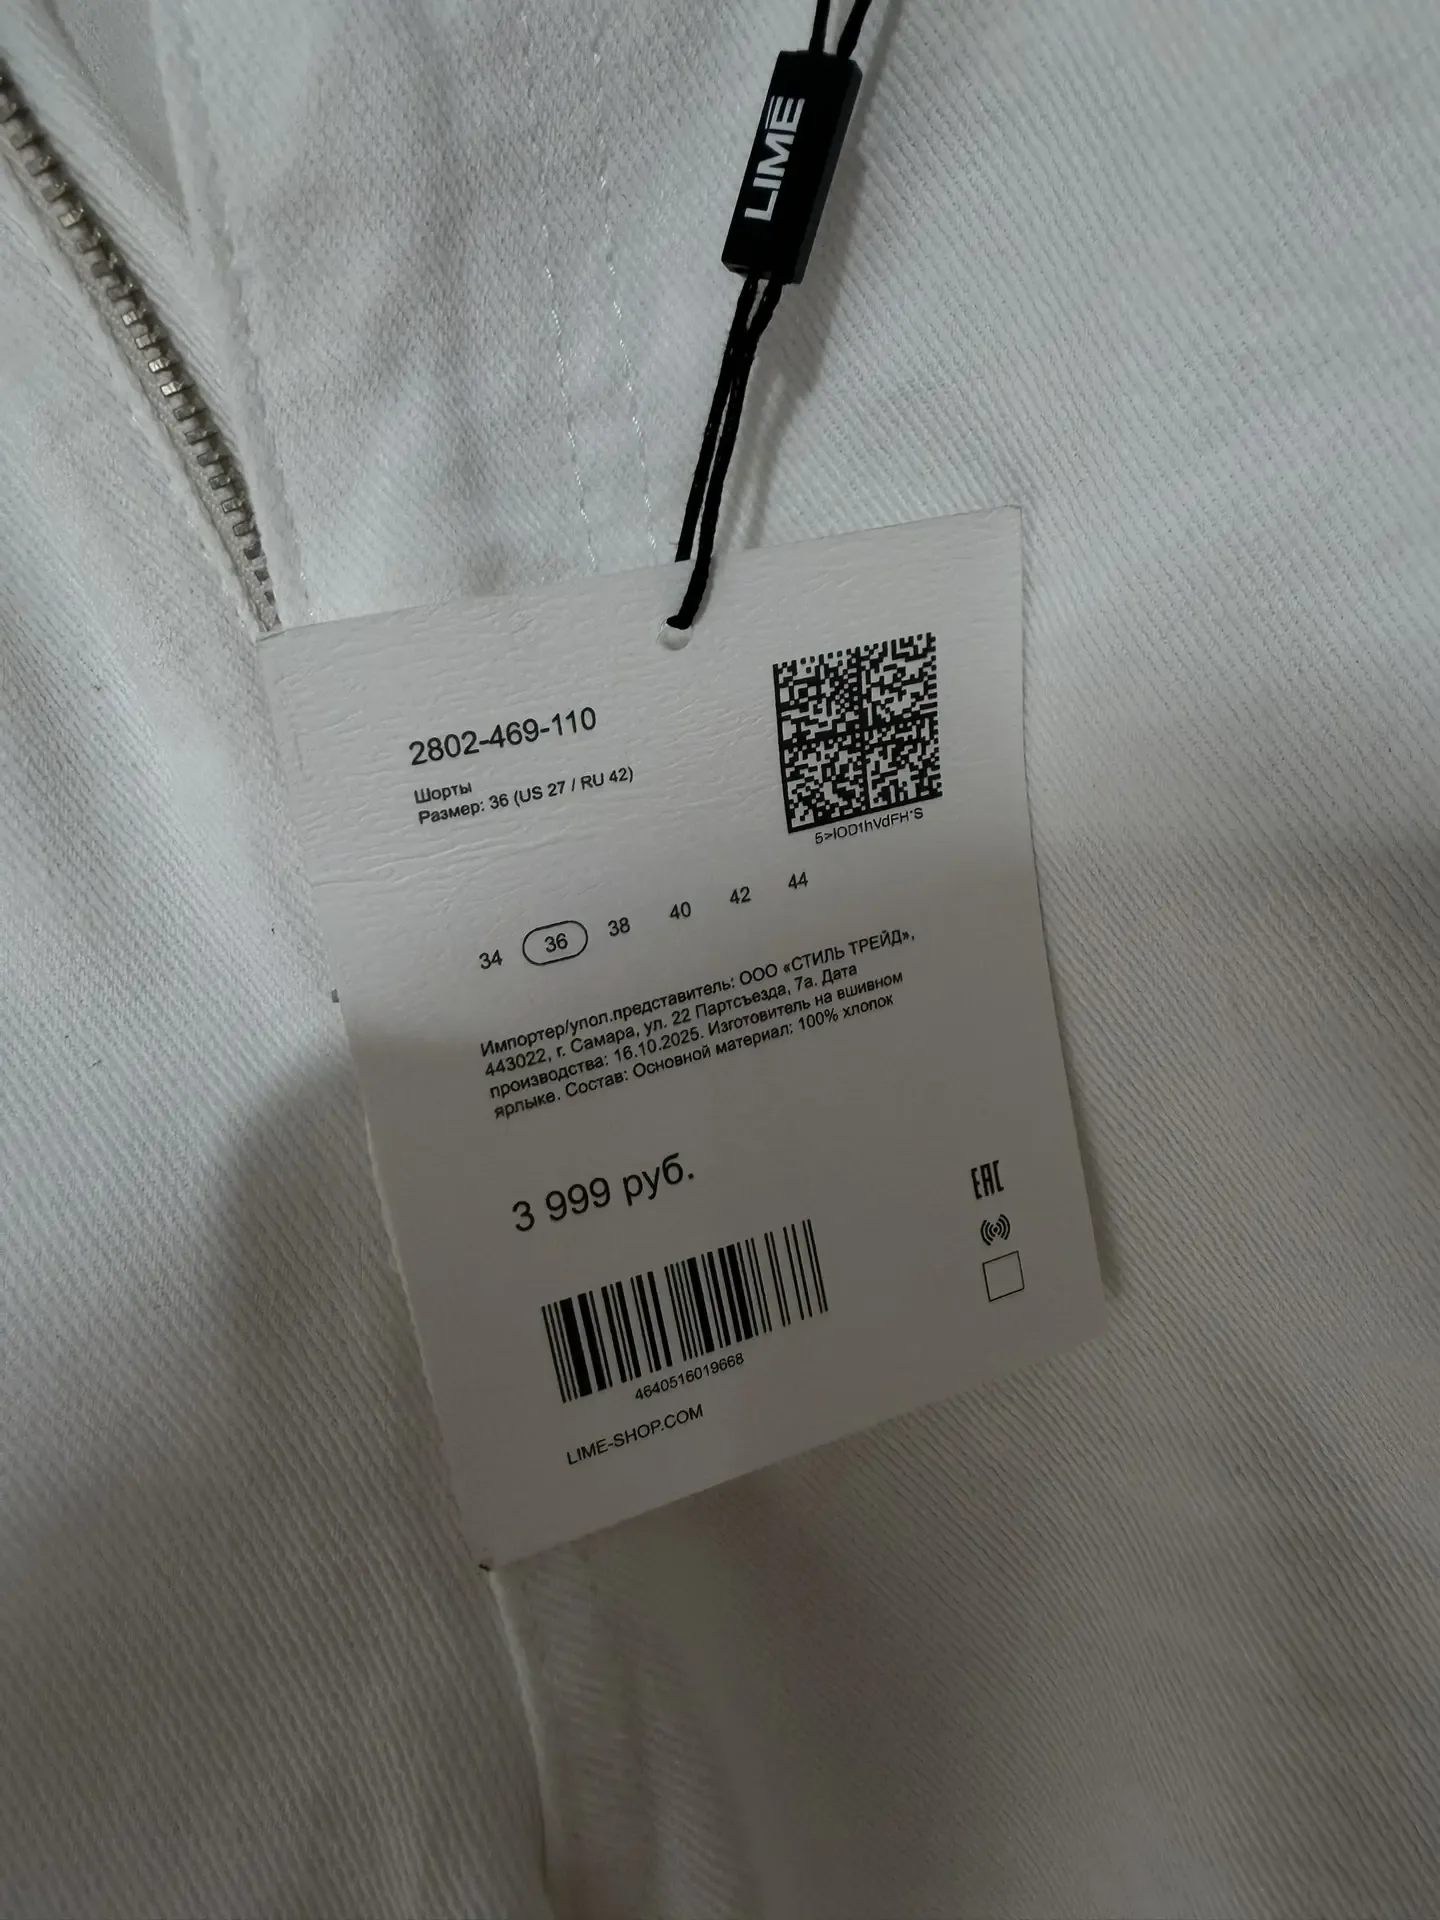 LIMĒ
2802-469-110
Шорты
Размер: 36 (US 27 / RU 42)
5>IOD1hVdFH*S
34 36 38 40 42 44
Импортер/упол.представитель: ООО «СТИЛЬ ТРЕЙД»,
443022, г. Самара, ул. 22 Партсъезда, 7а. Дата
производства: 16.10.2025. Изготовитель на вшивном
ярлыке. Состав: Основной материал: 100% хлопок
3 999 руб.
EAC
4640516019668
LIME-SHOP.COM